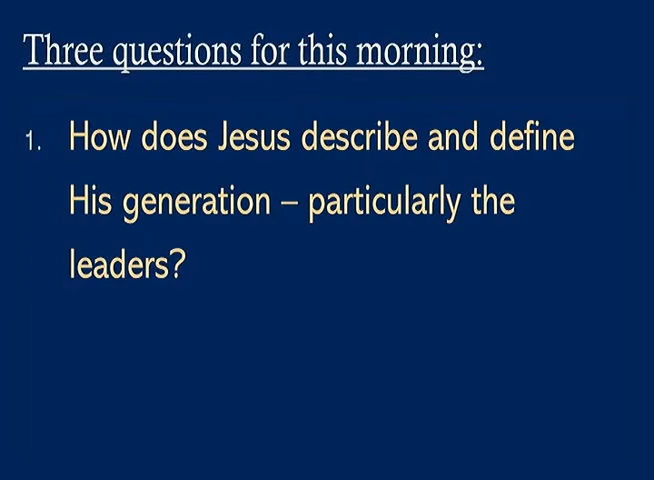 Three questions for this morning:
1. How does Jesus describe and define
His generation – particularly the
leaders?